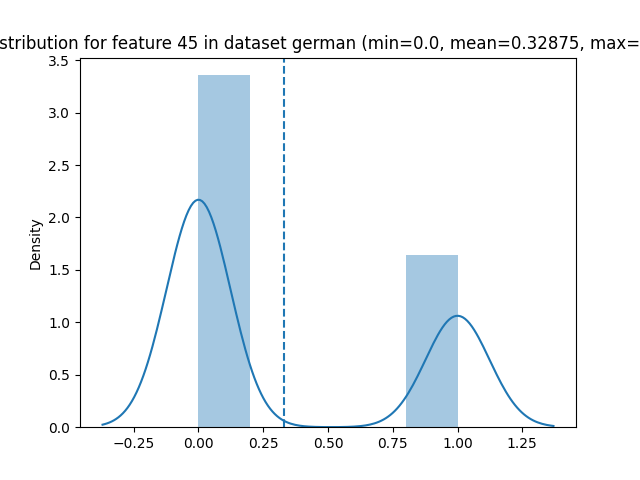 stribution for feature 45 in dataset german (min=0.0, mean=0.32875, max=
3.5
3.0
2.5
2.0
1.5
1.0
0.5
0.0
Density
−0.25 0.00 0.25 0.50 0.75 1.00 1.25